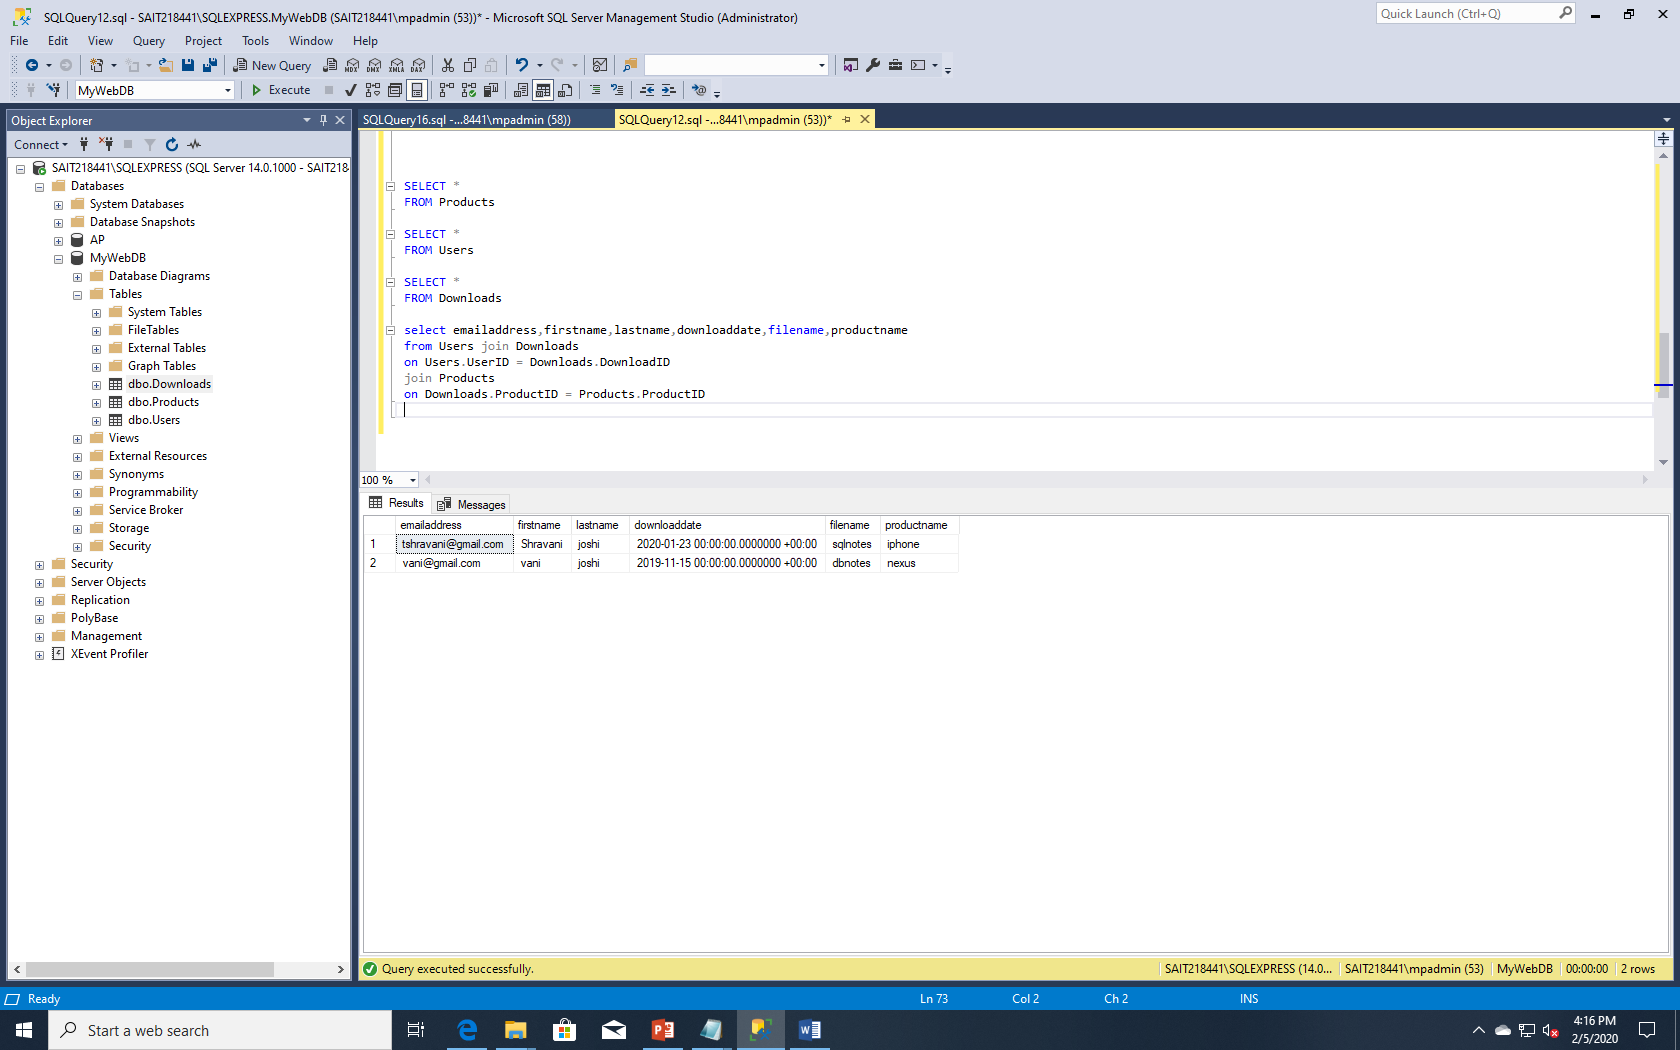 SQLQuery12.sql - SAIT218441\SQLEXPRESS.MyWebDB (SAIT218441\mpadmin (53))* - Microsoft SQL Server Management Studio (Administrator)
Quick Launch (Ctrl+Q)
File Edit View Query Project Tools Window Help
New Query
MDX DMX XMLA DAX
MyWebDB
Execute
Object Explorer
SQLQuery16.sql -...8441\mpadmin (58))
SQLQuery12.sql -...8441\mpadmin (53))*
Connect
SAIT218441\SQLEXPRESS (SQL Server 14.0.1000 - SAIT218
Databases
System Databases
Database Snapshots
AP
MyWebDB
Database Diagrams
Tables
System Tables
FileTables
External Tables
Graph Tables
dbo.Downloads
dbo.Products
dbo.Users
Views
External Resources
Synonyms
Programmability
Service Broker
Storage
Security
Security
Server Objects
Replication
PolyBase
Management
XEvent Profiler
SELECT *
FROM Products
SELECT *
FROM Users
SELECT *
FROM Downloads
select emailaddress,firstname,lastname,downloaddate,filename,productname
from Users join Downloads
on Users.UserID = Downloads.DownloadID
join Products
on Downloads.ProductID = Products.ProductID
100 %
Results Messages
emailaddress firstname lastname downloaddate filename productname
1 tshravani@gmail.com Shravani joshi 2020-01-23 00:00:00.0000000 +00:00 sqlnotes iphone
2 vani@gmail.com vani joshi 2019-11-15 00:00:00.0000000 +00:00 dbnotes nexus
Query executed successfully.
SAIT218441\SQLEXPRESS (14.0... SAIT218441\mpadmin (53) MyWebDB 00:00:00 2 rows
Ready
Ln 73 Col 2 Ch 2 INS
Start a web search
4:16 PM
2/5/2020